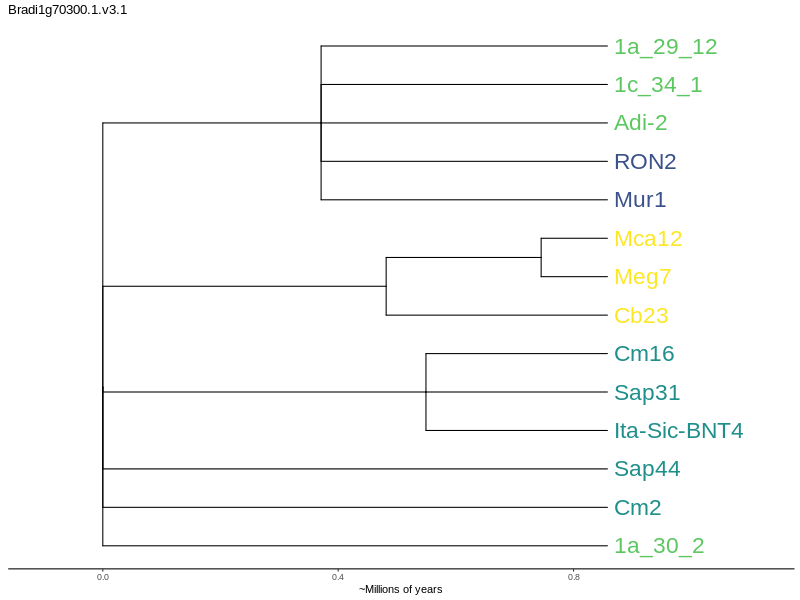 Bradi1g70300.1.v3.1
1a_29_12
1c_34_1
Adi-2
RON2
Mur1
Mca12
Meg7
Cb23
Cm16
Sap31
Ita-Sic-BNT4
Sap44
Cm2
1a_30_2
0.0 0.4 0.8
~Millions of years